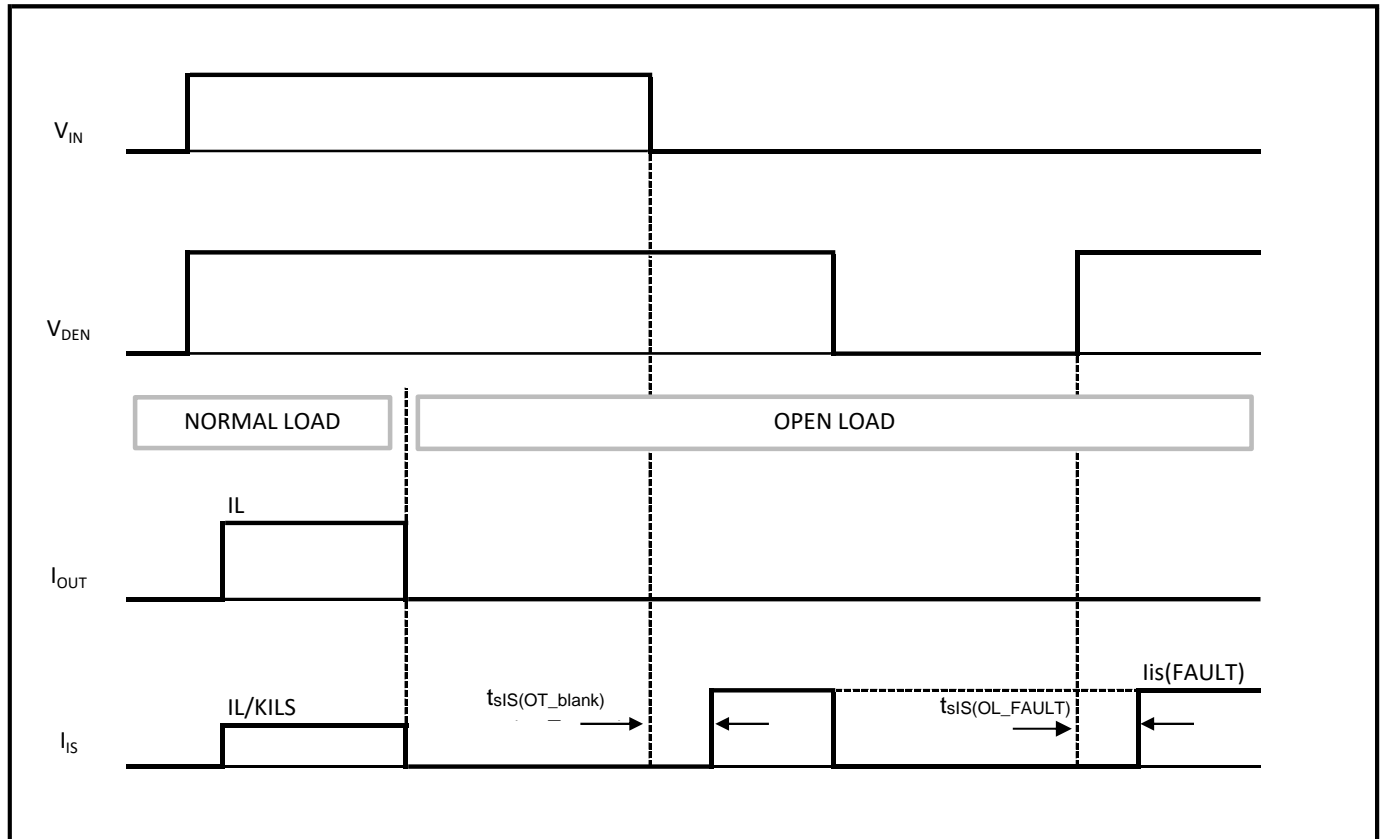 VIN
VDEN
NORMAL LOAD
OPEN LOAD
IL
IOUT
Iis(FAULT)
tsIS(OT_blank)
IL/KILS
tsIS(OL_FAULT)
IIS